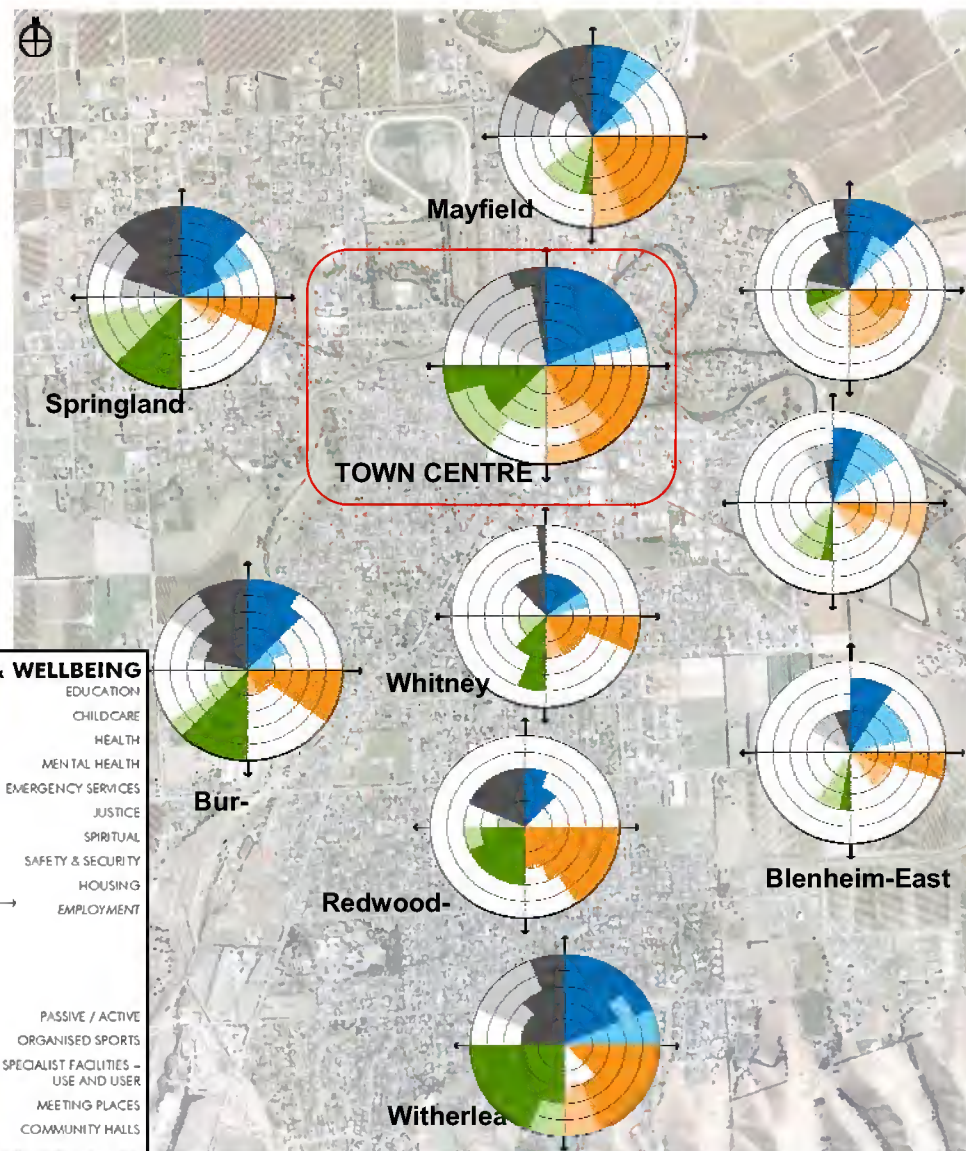 Mayfield
Springland
TOWN CENTRE
Whitney
Bur-
Redwood-
Blenheim-East
Witherlea
& WELLBEING
EDUCATION
CHILDCARE
HEALTH
MENTAL HEALTH
EMERGENCY SERVICES
JUSTICE
SPIRITUAL
SAFETY & SECURITY
HOUSING
EMPLOYMENT
PASSIVE / ACTIVE
ORGANISED SPORTS
SPECIALIST FACILITIES –
USE AND USER
MEETING PLACES
COMMUNITY HALLS